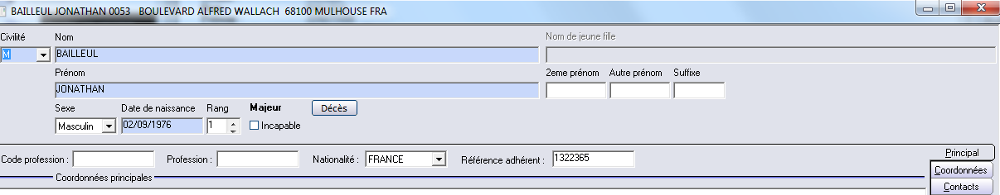 BAILLEUL JONATHAN 0053 BOULEVARD ALFRED WALLACH 68100 MULHOUSE FRA
Civilité Nom Nom de jeune fille
M BAILLEUL
Prénom 2eme prénom Autre prénom Suffixe
JONATHAN
Sexe Date de naissance Rang Majeur Décès
Masculin 02/09/1976 1 Incapable
Code profession : Profession : Nationalité : FRANCE Référence adhérent : 1322365
Principal
Coordonnées
Contacts
Coordonnées principales